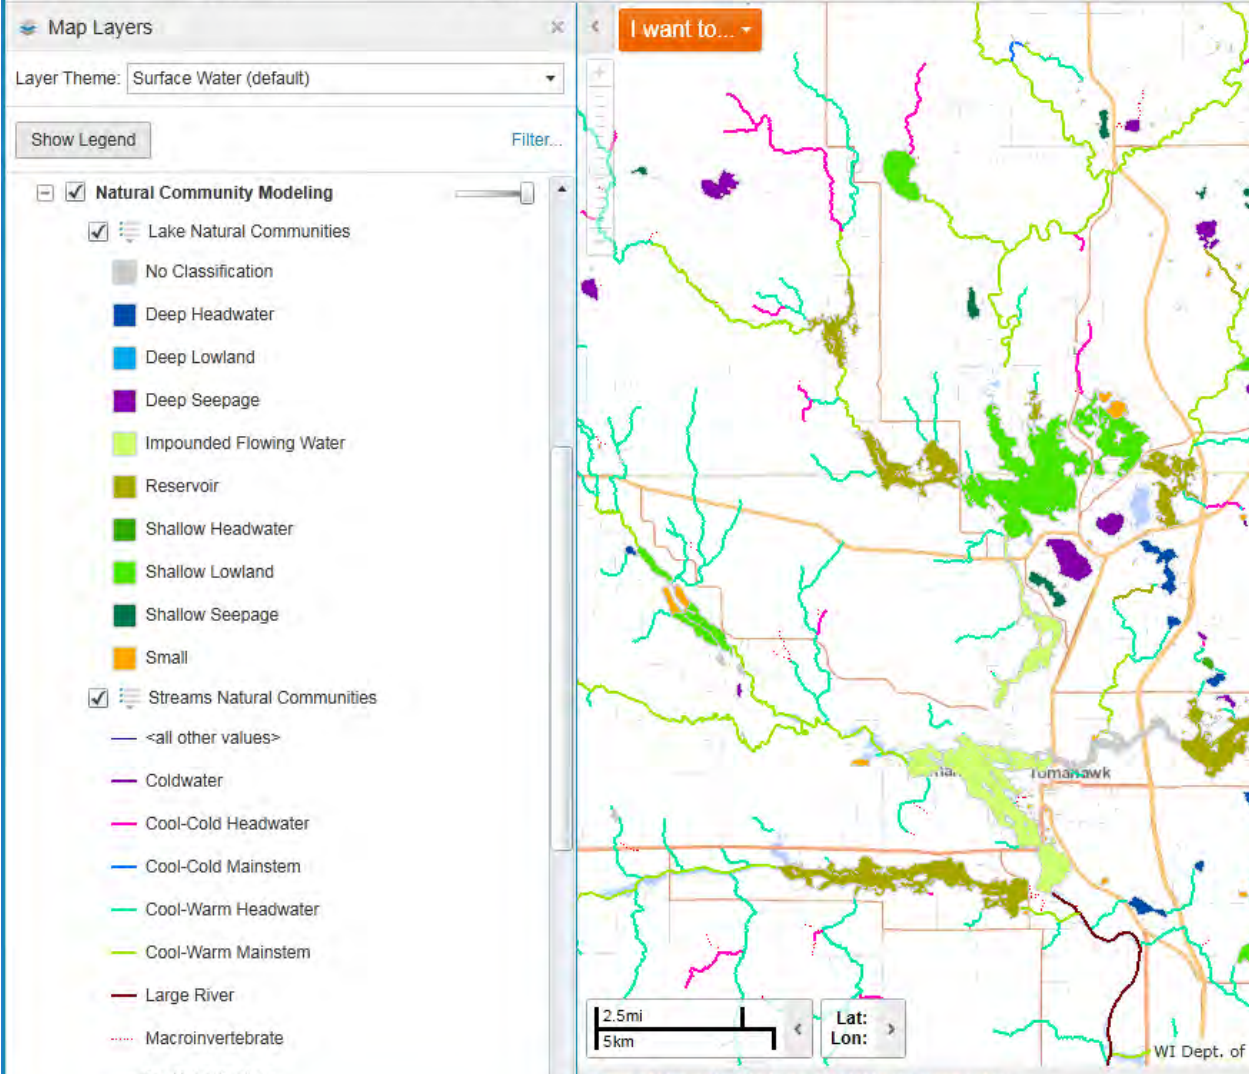 Map Layers
I want to...
Layer Theme: Surface Water (default)
Show Legend
Filter...
Natural Community Modeling
Lake Natural Communities
No Classification
Deep Headwater
Deep Lowland
Deep Seepage
Impounded Flowing Water
Reservoir
Shallow Headwater
Shallow Lowland
Shallow Seepage
Small
Streams Natural Communities
<all other values>
Coldwater
Cool-Cold Headwater
Cool-Cold Mainstem
Cool-Warm Headwater
Cool-Warm Mainstem
Large River
Macroinvertebrate
Tomahawk
2.5mi
5km
Lat:
Lon:
WI Dept. of